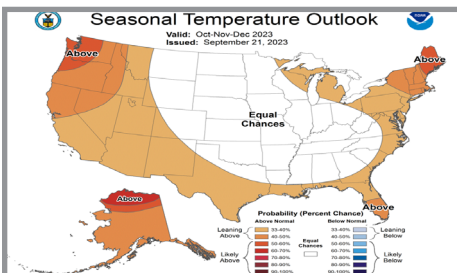 Seasonal Temperature Outlook
Valid: Oct-Nov-Dec 2023
Issued: September 21, 2023
Above
Above
Equal
Chances
Above
Above
Probability (Percent Chance)
Above Normal
Below Normal
Leaning
Above
33-40%
40-50%
50-60%
60-70%
70-80%
80-90%
90-100%
Likely
Above
Equal
Chances
33-40%
40-50%
50-60%
60-70%
70-80%
80-90%
90-100%
Leaning
Below
Likely
Below